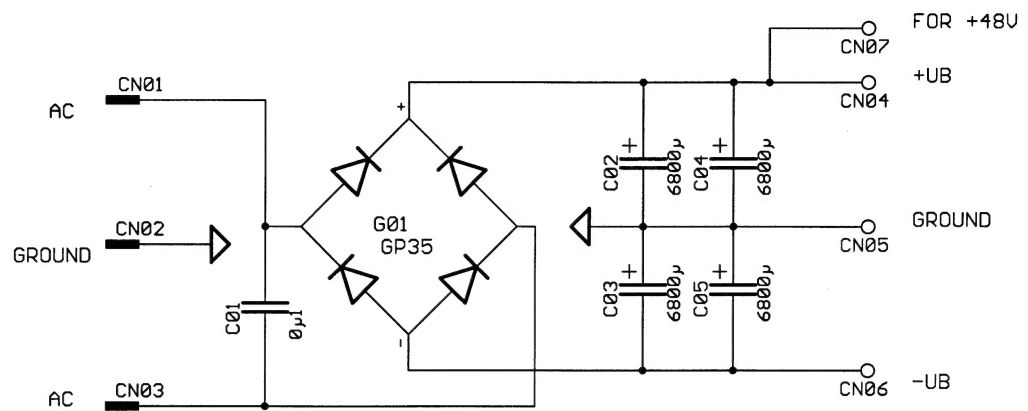 FOR +48V
CN07
+UB
CN04
CN01
AC
+
+
C02
6800µ
+
C04
6800µ
CN02
GROUND
G01
GP35
GROUND
CN05
C01
0µ1
+
C03
6800µ
+
C05
6800µ
-
CN03
AC
CN06
-UB